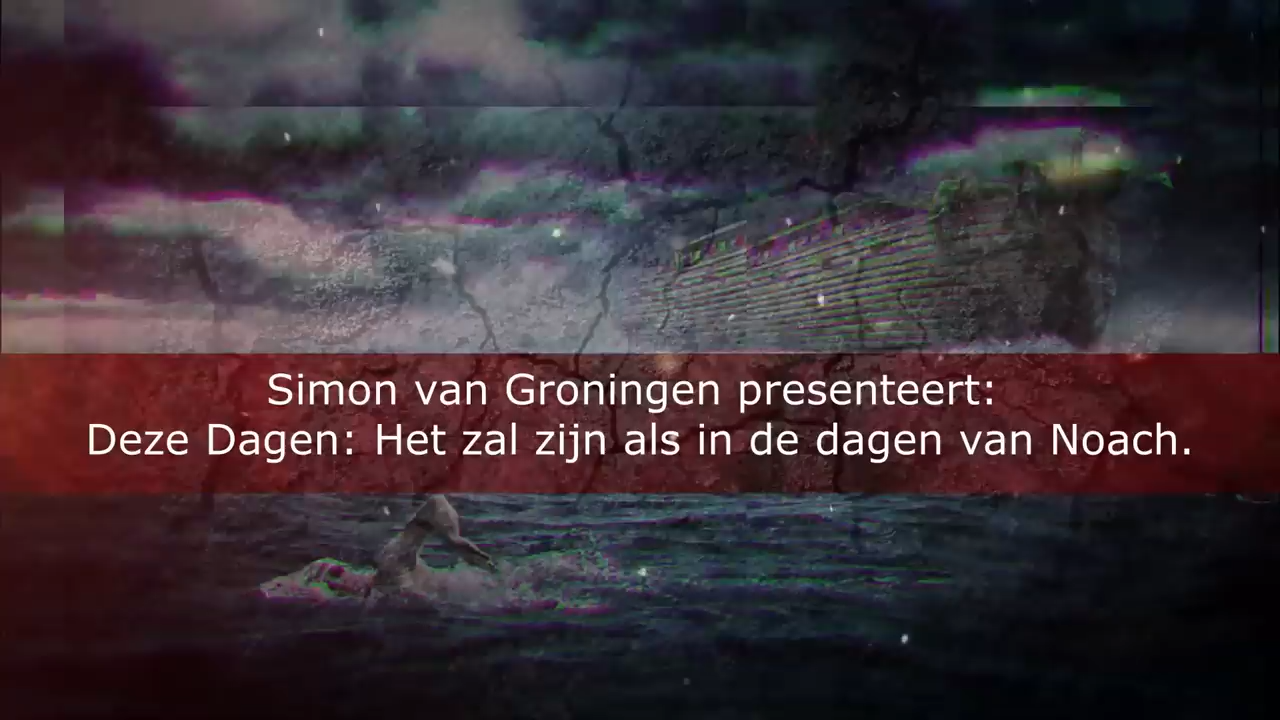 Simon van Groningen presenteert:
Deze Dagen: Het zal zijn als in de dagen van Noach.